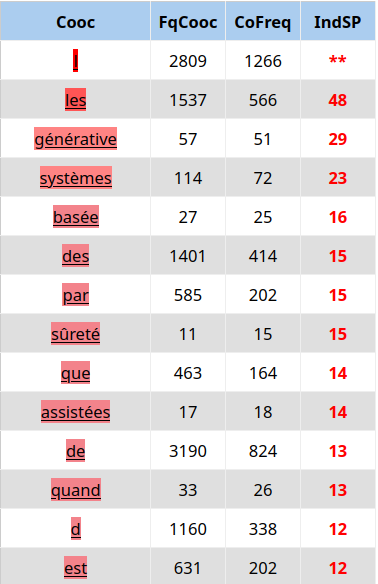 Cooc FqCooc CoFreq IndSP
l 2809 1266 **
les 1537 566 48
générative 57 51 29
systèmes 114 72 23
basée 27 25 16
des 1401 414 15
par 585 202 15
sûreté 11 15 15
que 463 164 14
assistées 17 18 14
de 3190 824 13
quand 33 26 13
d 1160 338 12
est 631 202 12